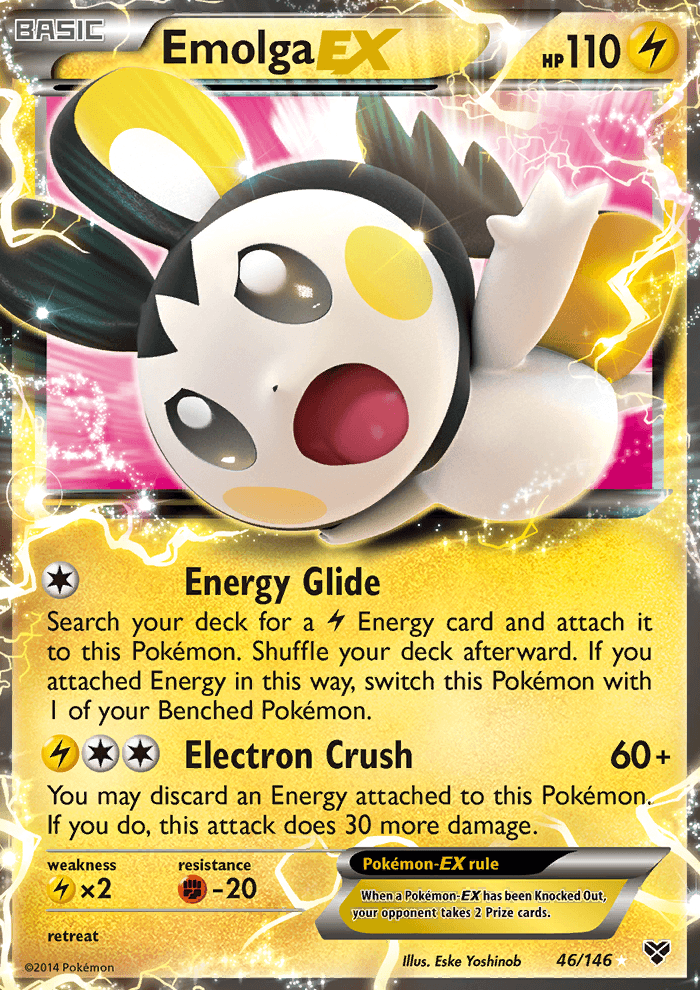 BASIC
EmolgaEX
HP110
Energy Glide
Search your deck for a Energy card and attach it
to this Pokémon. Shuffle your deck afterward. If you
attached Energy in this way, switch this Pokémon with
1 of your Benched Pokémon.
Electron Crush 60+
You may discard an Energy attached to this Pokémon.
If you do, this attack does 30 more damage.
weakness resistance
×2 -20
Pokémon-EX rule
When a Pokémon-EX has been Knocked Out,
your opponent takes 2 Prize cards.
retreat
©2014 Pokémon
Illus. Eske Yoshinob 46/146